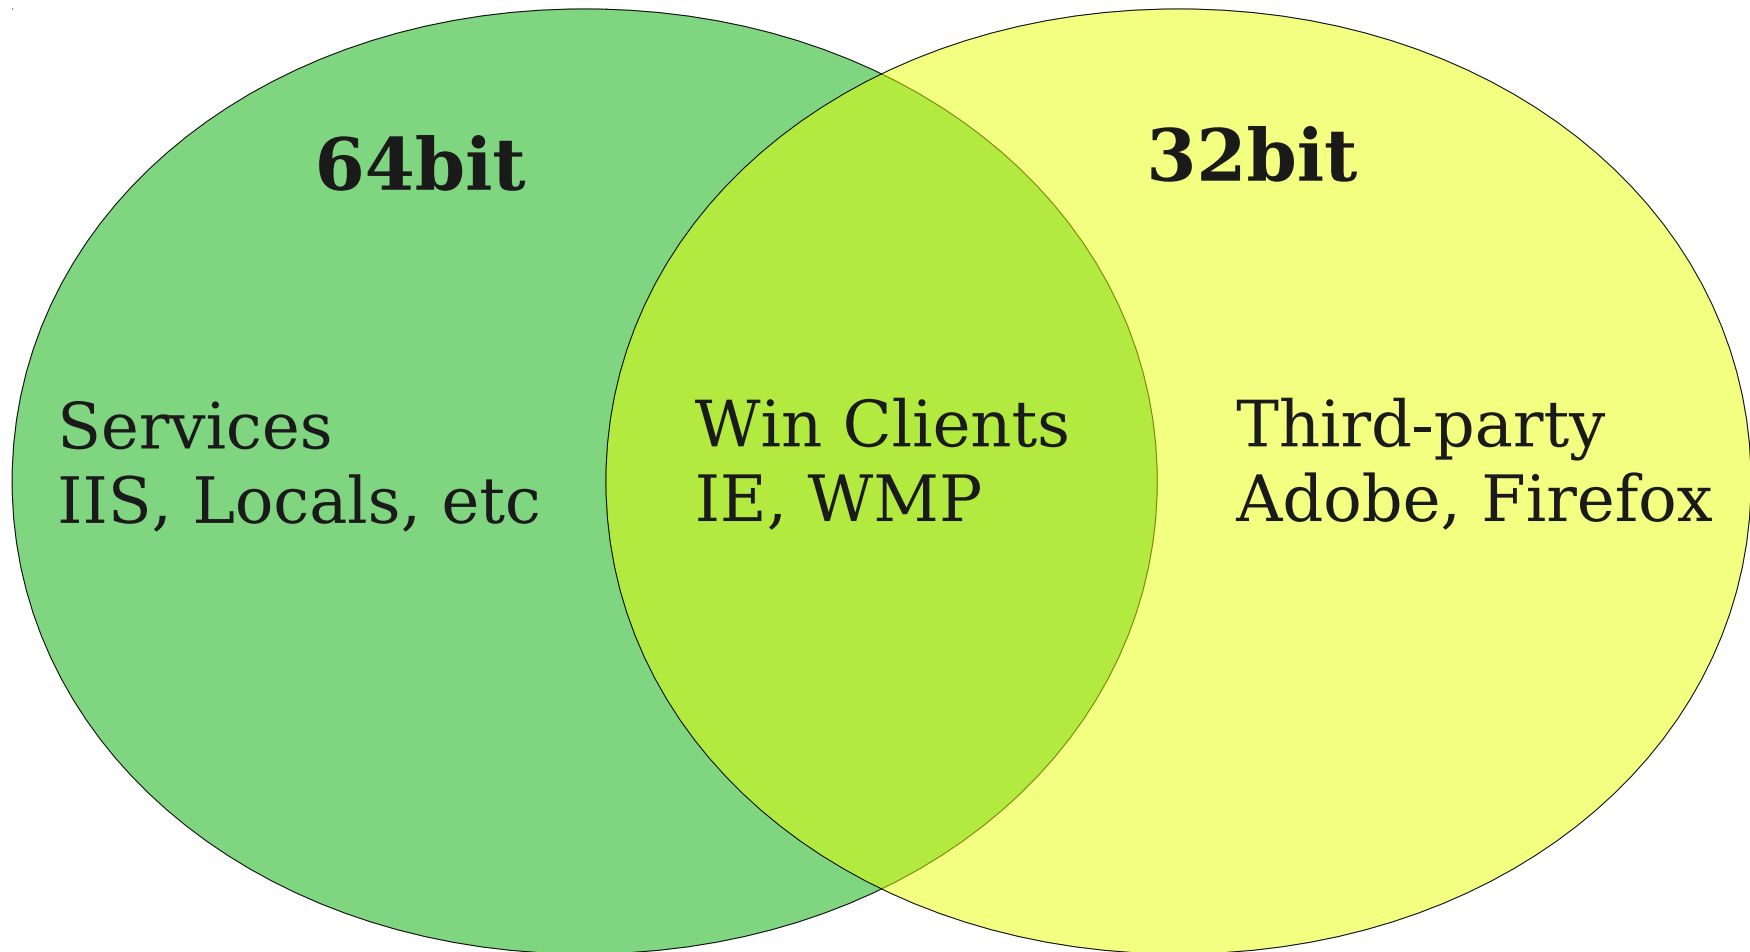 64bit
32bit
Services
IIS, Locals, etc
Win Clients
IE, WMP
Third-party
Adobe, Firefox